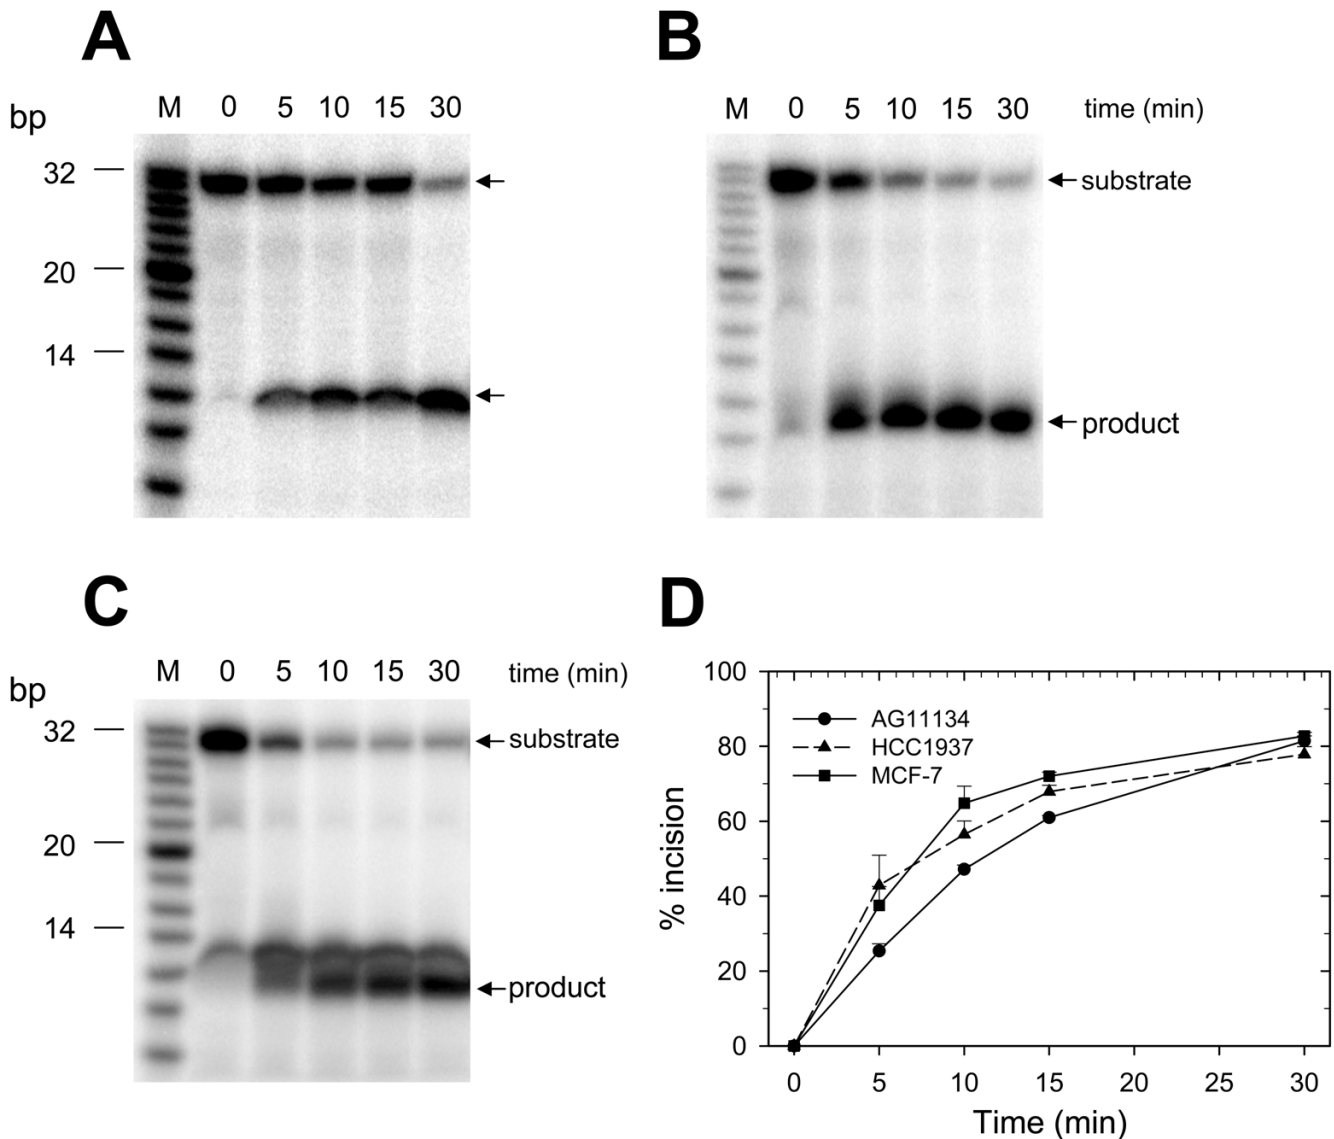 A
B
M 0 5 10 15 30
M 0 5 10 15 30 time (min)
bp
32
substrate
20
14
product
C
D
M 0 5 10 15 30 time (min)
bp
32
substrate
20
14
product
100
80
60
40
20
0
% incision
AG11134
HCC1937
MCF-7
0 5 10 15 20 25 30
Time (min)